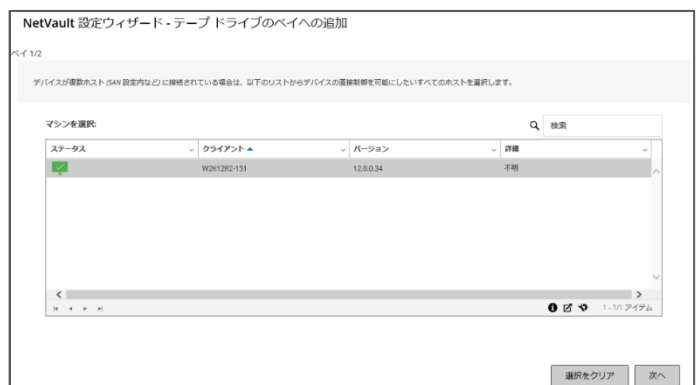 NetVault 設定ウィザード - テープ ドライブのベイへの追加
ベイ 1/2
デバイスが複数ホスト (SAN 設定内など) に接続されている場合は、以下のリストからデバイスの直接制御を可能にしたいすべてのホストを選択します。
マシンを選択:
検索
ステータス クライアント バージョン 詳細
W2K12R2-151 12.0.0.34 不明
1 - 1/1 アイテム
選択をクリア 次へ